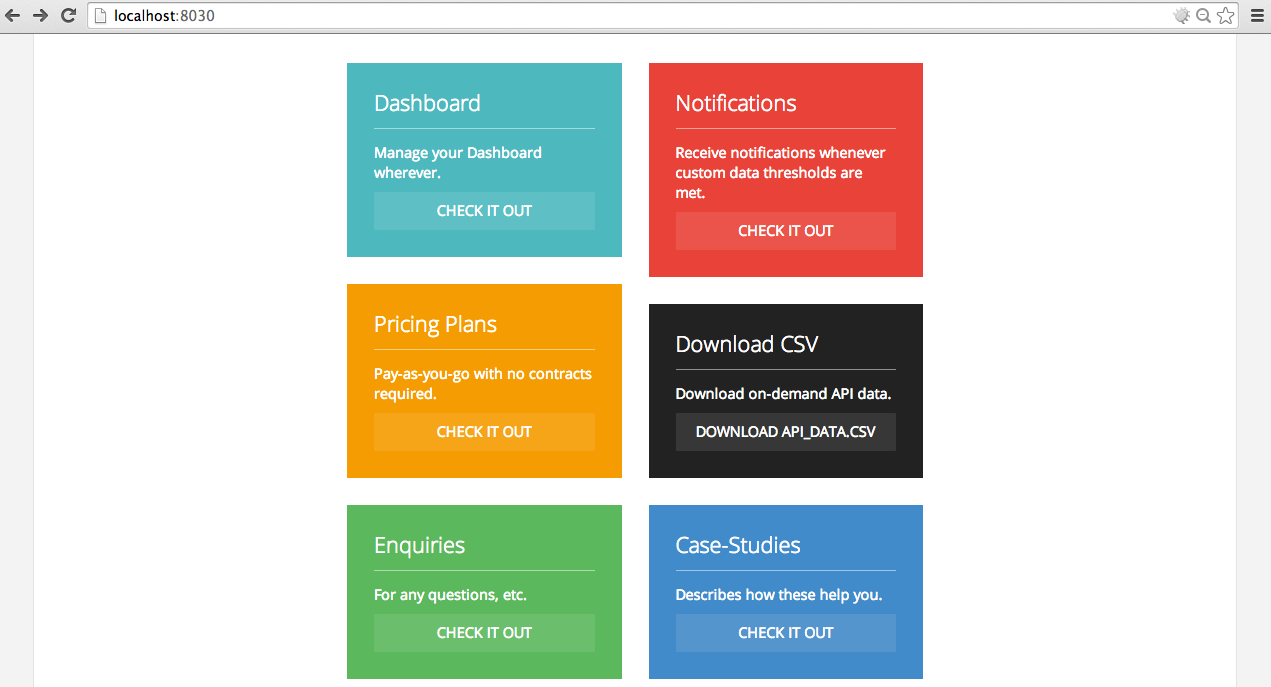 localhost:8030
Dashboard
Manage your Dashboard
wherever.
CHECK IT OUT
Notifications
Receive notifications whenever
custom data thresholds are
met.
CHECK IT OUT
Pricing Plans
Pay-as-you-go with no contracts
required.
CHECK IT OUT
Download CSV
Download on-demand API data.
DOWNLOAD API_DATA.CSV
Enquiries
For any questions, etc.
CHECK IT OUT
Case-Studies
Describes how these help you.
CHECK IT OUT